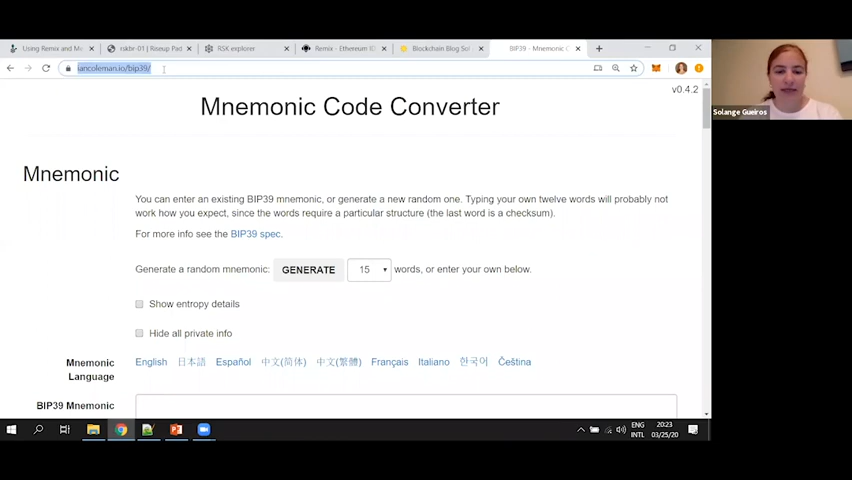 Using Remix and Me
rskbr-01 | Riseup Pad
RSK explorer
Remix - Ethereum ID
Blockchain Blog Sol
BIP39 - Mnemonic C
iancoleman.io/bip39/
v0.4.2
Mnemonic Code Converter
Mnemonic
You can enter an existing BIP39 mnemonic, or generate a new random one. Typing your own twelve words will probably not
work how you expect, since the words require a particular structure (the last word is a checksum).
For more info see the BIP39 spec.
Generate a random mnemonic: GENERATE 15 words, or enter your own below.
Show entropy details
Hide all private info
Mnemonic
Language
English 日本語 Español 中文(简体) 中文(繁體) Français Italiano 한국어 Čeština
BIP39 Mnemonic
Solange Gueiros
ENG
INTL
20:23
03/25/20